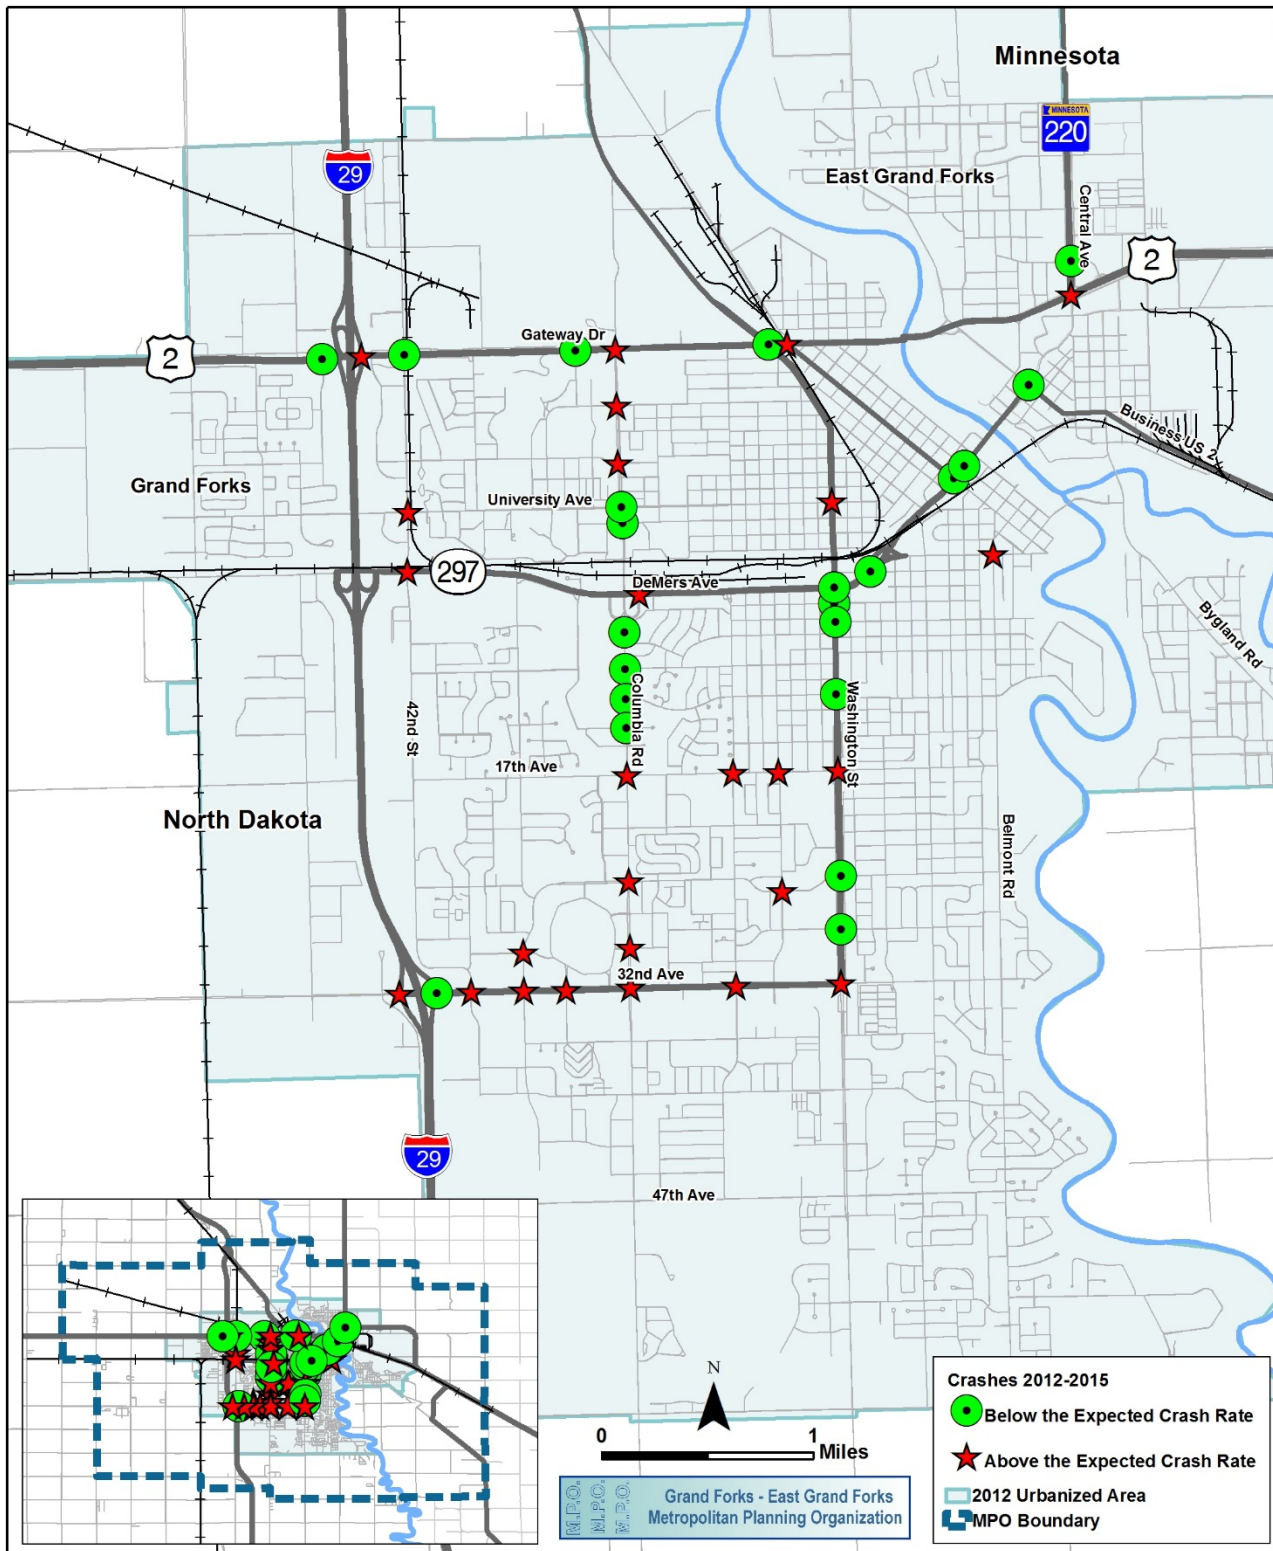 Minnesota
MINNESOTA
220
29
East Grand Forks
Central Ave
2
Gateway Dr
2
Business US 2
Grand Forks
University Ave
297
DeMers Ave
Bygland Rd
42nd St
Columbia Rd
Washington St
17th Ave
North Dakota
Belmont Rd
32nd Ave
29
47th Ave
N
0 1
Miles
M.P.O.
M.P.O.
M.P.O.
Grand Forks - East Grand Forks
Metropolitan Planning Organization
Crashes 2012-2015
Below the Expected Crash Rate
Above the Expected Crash Rate
2012 Urbanized Area
MPO Boundary